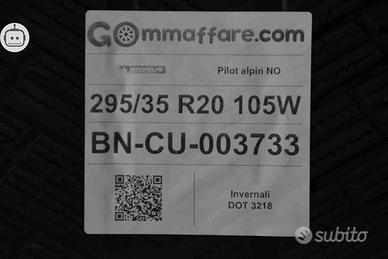 GOmmaffare.com
MICHELIN
Pilot alpin NO
295/35 R20 105W
BN-CU-003733
Invernali
DOT 3218
subito